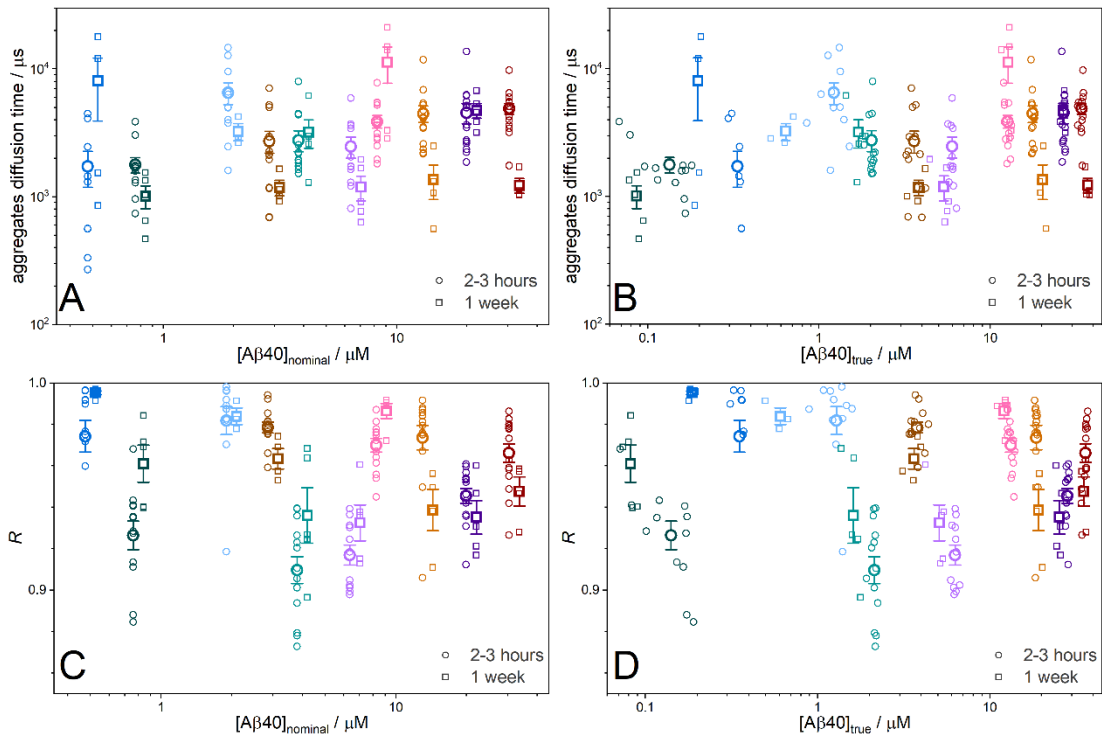 10⁴
10³
10²
aggregates diffusion time / μs
A
2-3 hours
1 week
1
10
[Aβ40]nominal / μM
10⁴
10³
10²
aggregates diffusion time / μs
B
2-3 hours
1 week
0.1
1
10
[Aβ40]true / μM
1.0
0.9
R
C
2-3 hours
1 week
1
10
[Aβ40]nominal / μM
1.0
0.9
R
D
2-3 hours
1 week
0.1
1
10
[Aβ40]true / μM